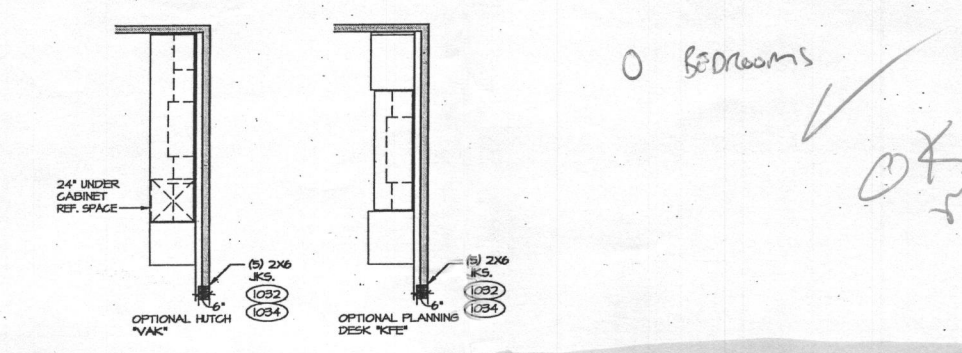 O BEDROOMS
OK
24" UNDER
CABINET
REF. SPACE
(5) 2X6
JKS.
1032
1034
6"
OPTIONAL HUTCH
"VAK"
(5) 2X6
JKS.
1032
1034
6"
OPTIONAL PLANNING
DESK "KFE"